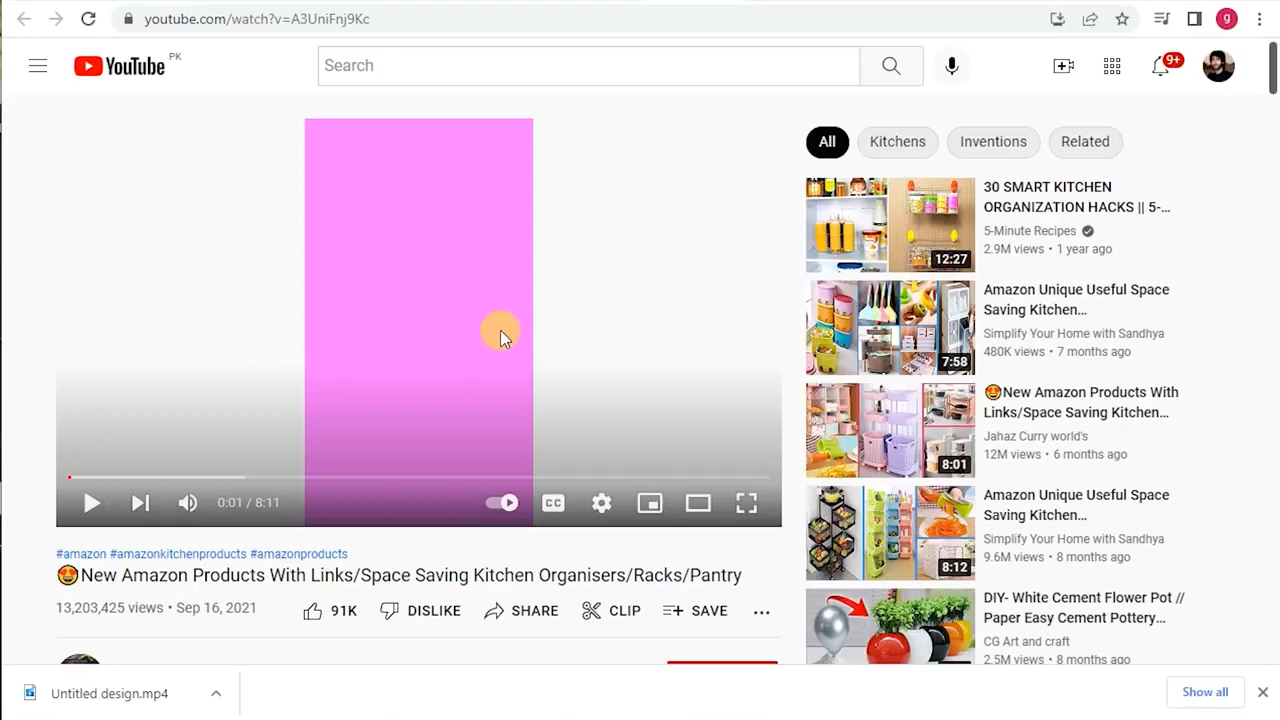 youtube.com/watch?v=A3UniFnj9Kc
g
YouTube PK
Search
9+
All
Kitchens
Inventions
Related
30 SMART KITCHEN
ORGANIZATION HACKS || 5-...
5-Minute Recipes
2.9M views • 1 year ago
12:27
Amazon Unique Useful Space
Saving Kitchen...
Simplify Your Home with Sandhya
480K views • 7 months ago
7:58
😍New Amazon Products With
Links/Space Saving Kitchen...
Jahaz Curry world's
12M views • 6 months ago
8:01
Amazon Unique Useful Space
Saving Kitchen...
Simplify Your Home with Sandhya
9.6M views • 8 months ago
8:12
DIY- White Cement Flower Pot //
Paper Easy Cement Pottery...
CG Art and craft
2.5M views • 8 months ago
0:01 / 8:11
CC
#amazon #amazonkitchenproducts #amazonproducts
😍New Amazon Products With Links/Space Saving Kitchen Organisers/Racks/Pantry
13,203,425 views • Sep 16, 2021
91K
DISLIKE
SHARE
CLIP
SAVE
...
Untitled design.mp4
Show all